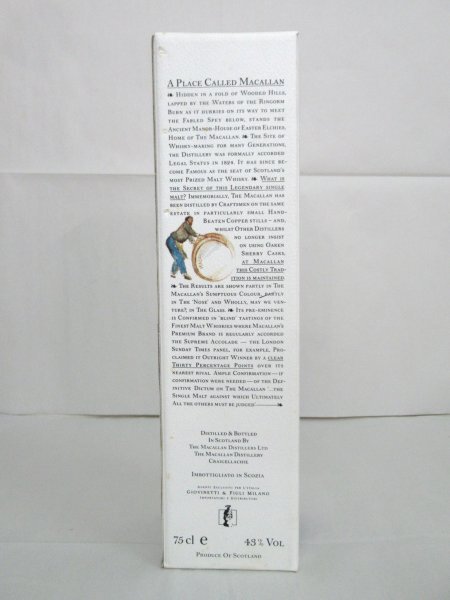 A Place Called Macallan
❧ Hidden in a fold of Wooded Hills,
lapped by the Waters of the Ringorm
Burn as it hurries on its way to meet
the Fabled Spey below, stands the
Ancient Manor-House of Easter Elchies,
Home of The Macallan. ❧ The Site of
Whisky-making for many Generations,
the Distillery was formally accorded
Legal Status in 1824. It has since be-
come Famous as the seat of Scotland's
most Prized Malt Whisky. ❧ What is
the Secret of this Legendary single
malt? Immemorially, The Macallan has
been distilled by Craftsmen on the same
estate in particularly small Hand-
Beaten Copper stills—and,
whilst Other Distillers
no longer insist
on using Oaken
Sherry Casks,
at Macallan
this Costly Trad-
ition is maintained.
❧ The Results are shown partly in The
Macallan's Sumptuous Colour, partly
in The 'Nose' and Wholly, may we ven-
ture?, in The Glass. ❧ Its pre-eminence
is Confirmed in 'blind' tastings of the
Finest Malt Whiskies where Macallan's
Premium Brand is regularly accorded
the Supreme Accolade — the London
Sunday Times panel, for example, Pro-
claimed it Outright Winner by a clear
Thirty Percentage Points over its
nearest rival. Ample Confirmation—if
confirmation were needed—of the Def-
initive Dictum on The Macallan '...the
Single Malt against which Ultimately
All the others must be judged'
Distilled & Bottled
In Scotland By
The Macallan Distillers Ltd
The Macallan Distillery
Craigellachie.
Imbottigliato in Scozia
Agenti Esclusivi per l'Italia:
Giovinetti & Figli Milano
Importatori e Distributori
75 cl e 43% Vol
Produce Of Scotland